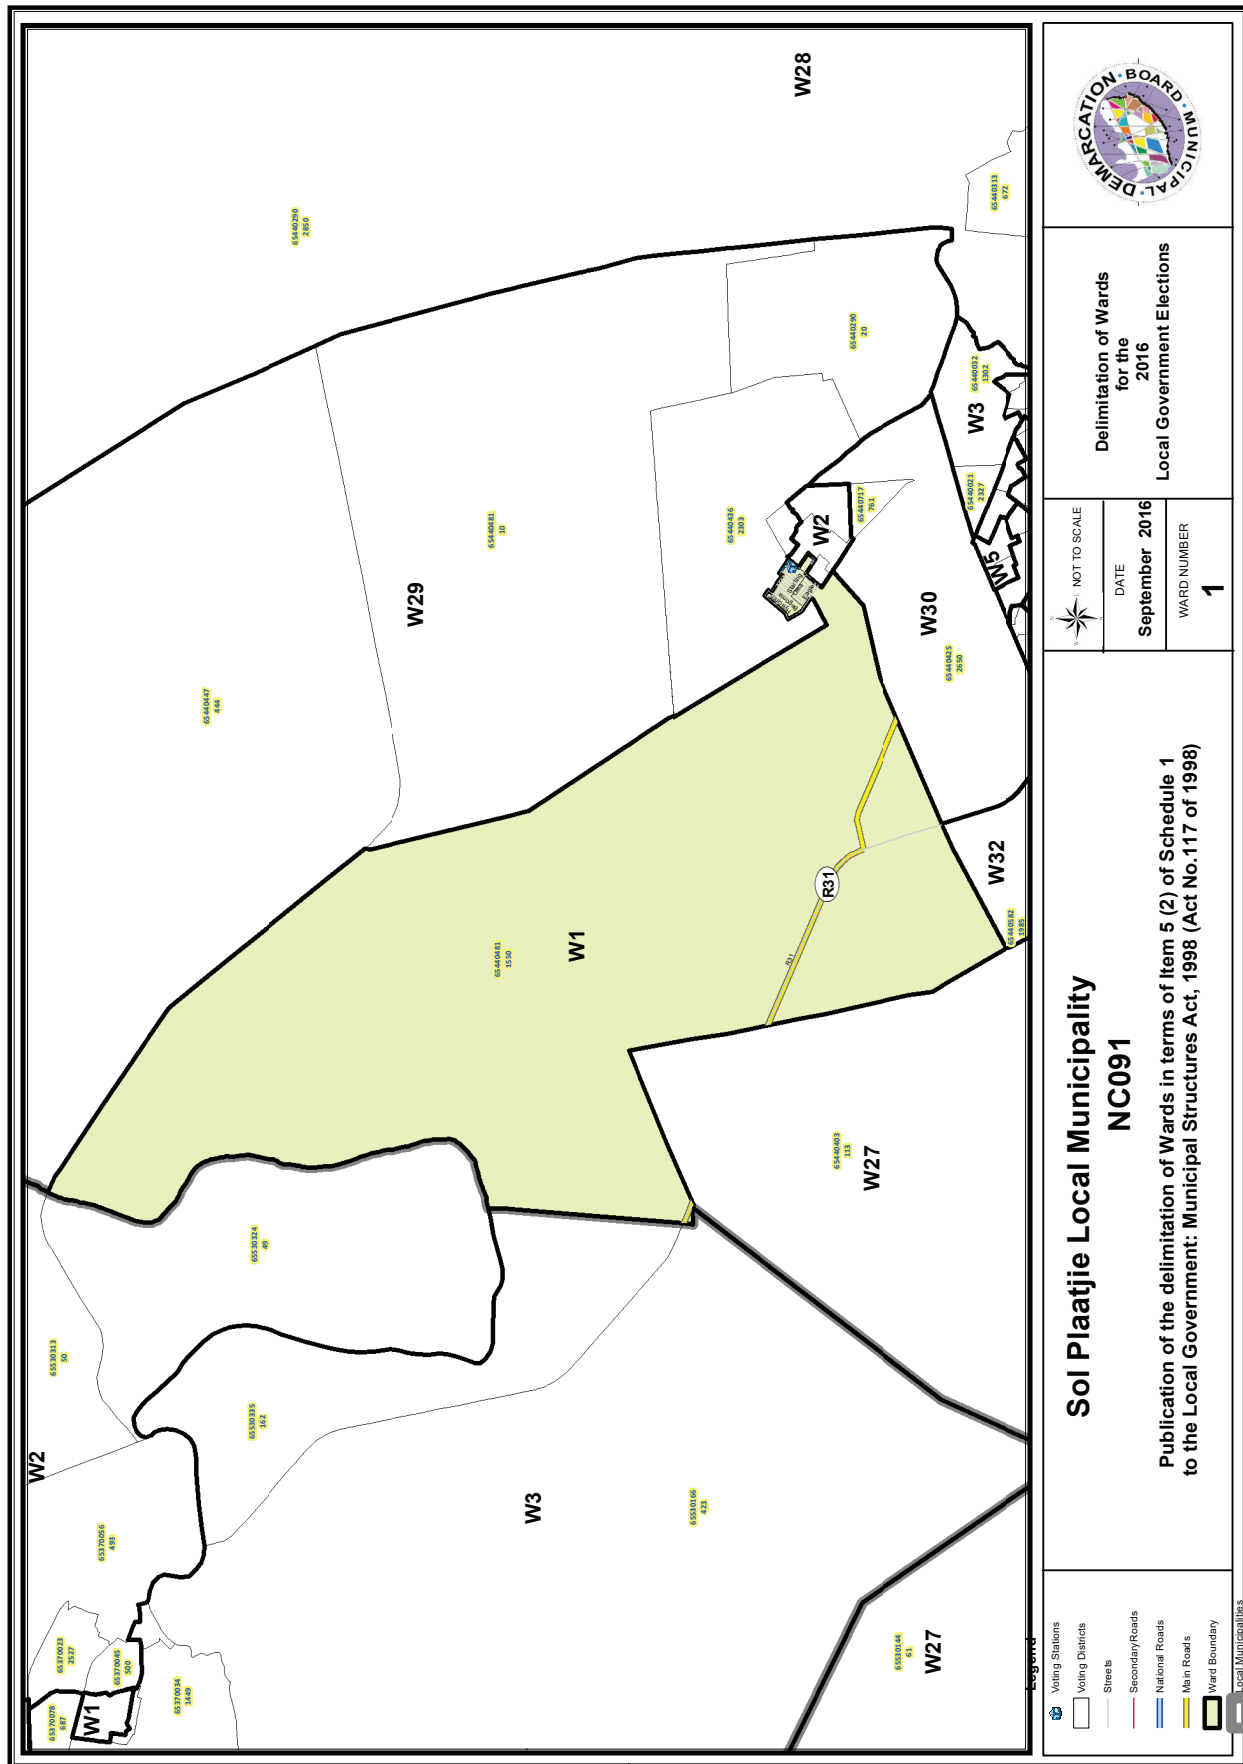 W28
65440290
2850
65440313
672
65440290
20
65440032
1302
W3
65440021
2327
W5
65440481
10
W29
65440436
2303
W2
65440717
761
W30
65440425
2650
65440447
444
65440481
1550
W1
R31
R31
W32
65440582
1985
65440403
113
W27
65530324
49
65530313
50
65530335
162
W2
65370056
493
W3
65530166
423
65370023
2527
65370045
500
65370034
1449
65370078
687
W1
65530144
61
W27
Legend
Voting Stations
Voting Districts
Streets
Secondary Roads
National Roads
Main Roads
Ward Boundary
Local Municipalities
Sol Plaatjie Local Municipality
NC091
Publication of the delimitation of Wards in terms of Item 5 (2) of Schedule 1
to the Local Government: Municipal Structures Act, 1998 (Act No.117 of 1998)
NOT TO SCALE
DATE
September 2016
WARD NUMBER
1
Delimitation of Wards
for the
2016
Local Government Elections
MUNICIPAL · DEMARCATION · BOARD ·